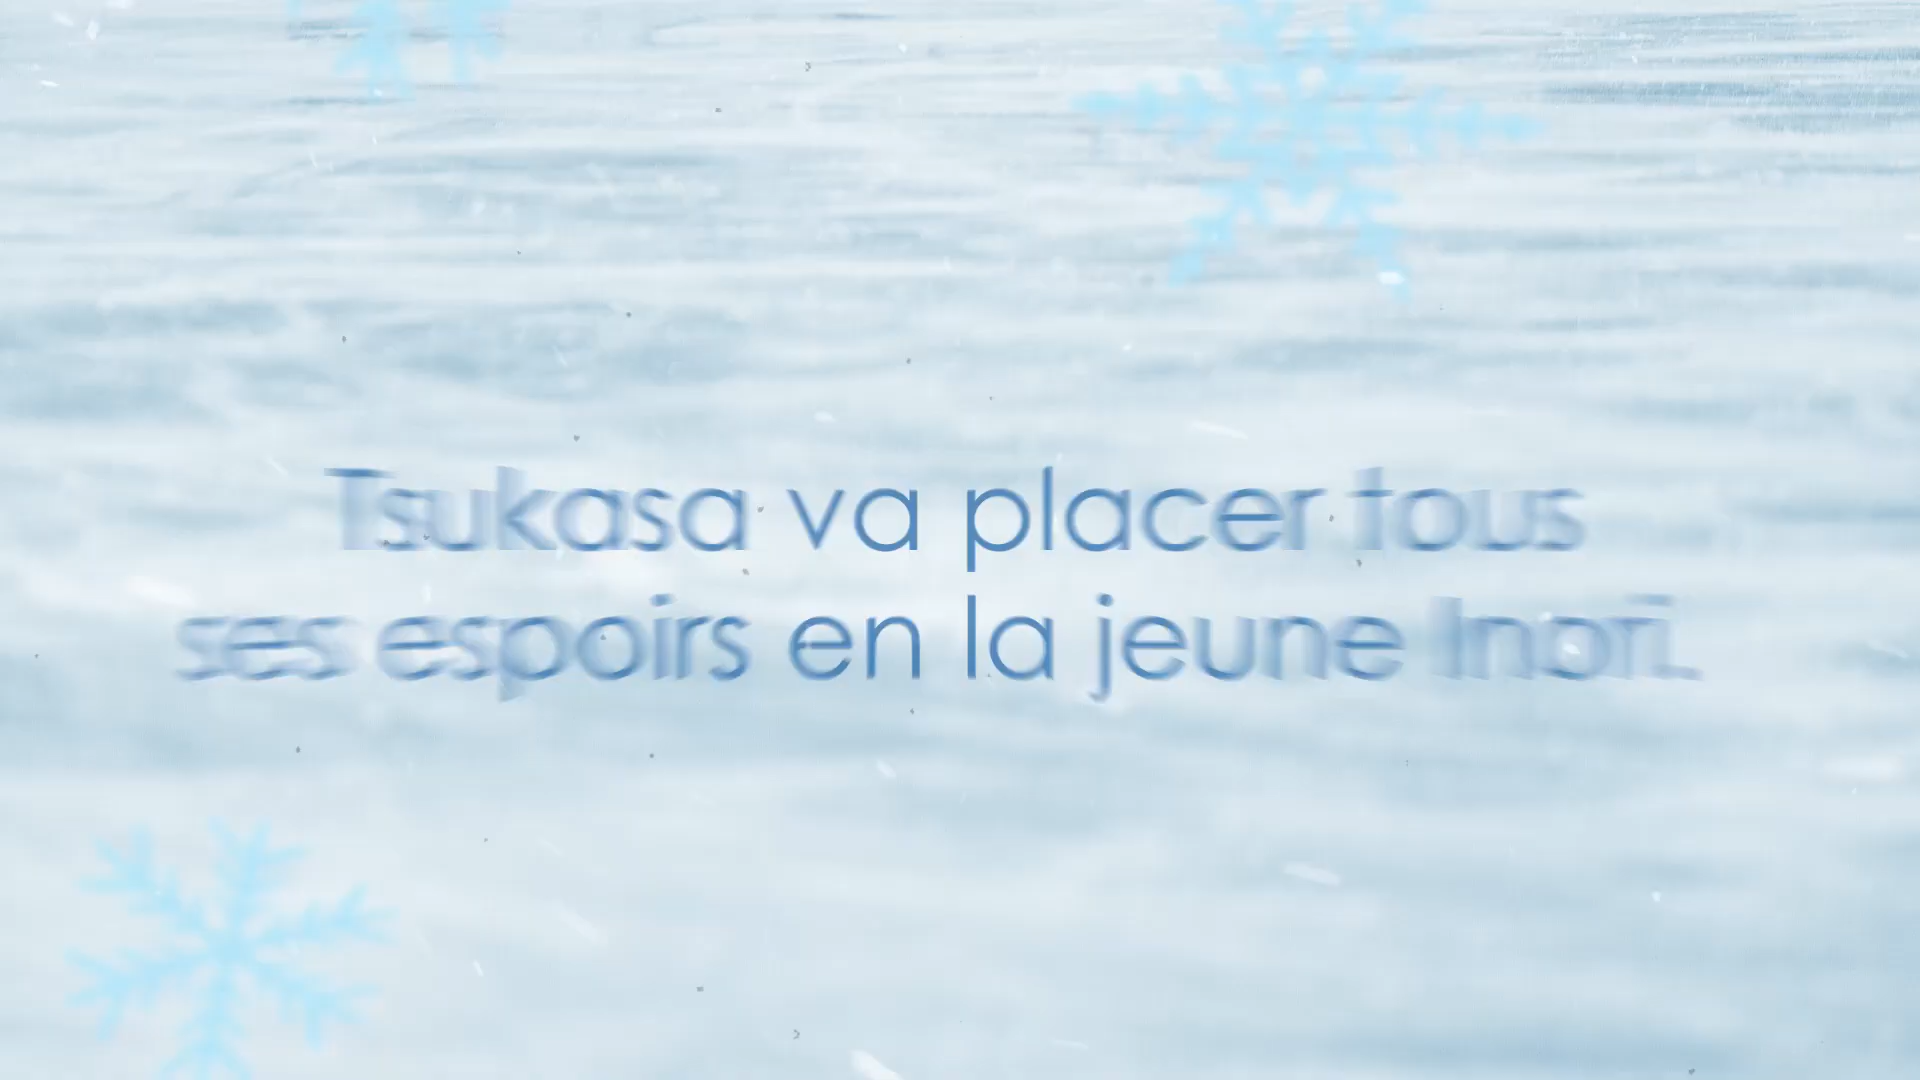 Tsukasa va placer tous
ses espoirs en la jeune Inori.